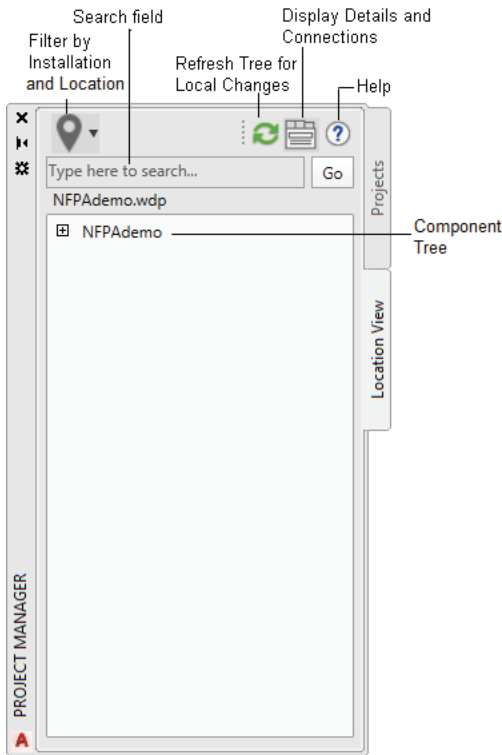 Search field
Display Details and
Connections
Filter by
Installation
and Location
Refresh Tree for
Local Changes
Help
Type here to search...
Go
NFPAdemo.wdp
NFPAdemo
Component
Tree
Projects
Location View
PROJECT MANAGER
A